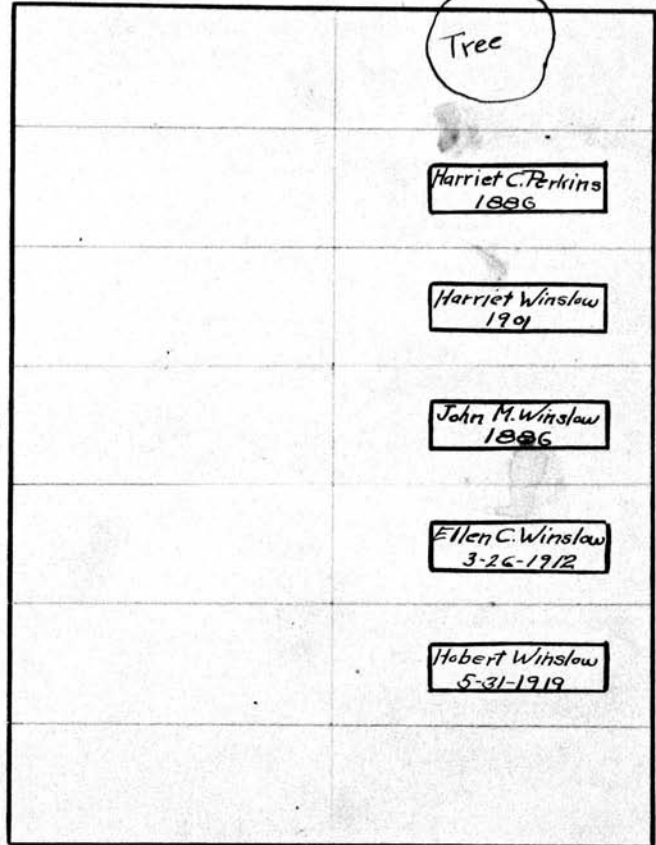 Tree
Harriet C. Perkins
1886
Harriet Winslow
1901
John M. Winslow
1886
Ellen C. Winslow
3-26-1912
Hobert Winslow
5-31-1919